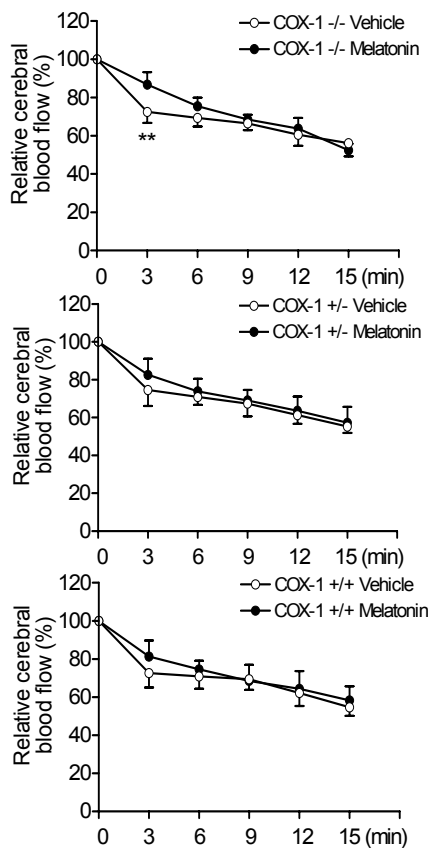 COX-1 -/- Vehicle
COX-1 -/- Melatonin
Relative cerebral
blood flow (%)
120
100
80
60
40
20
0
**
0 3 6 9 12 15 (min)
COX-1 +/- Vehicle
COX-1 +/- Melatonin
Relative cerebral
blood flow (%)
120
100
80
60
40
20
0
0 3 6 9 12 15 (min)
COX-1 +/+ Vehicle
COX-1 +/+ Melatonin
Relative cerebral
blood flow (%)
120
100
80
60
40
20
0
0 3 6 9 12 15 (min)